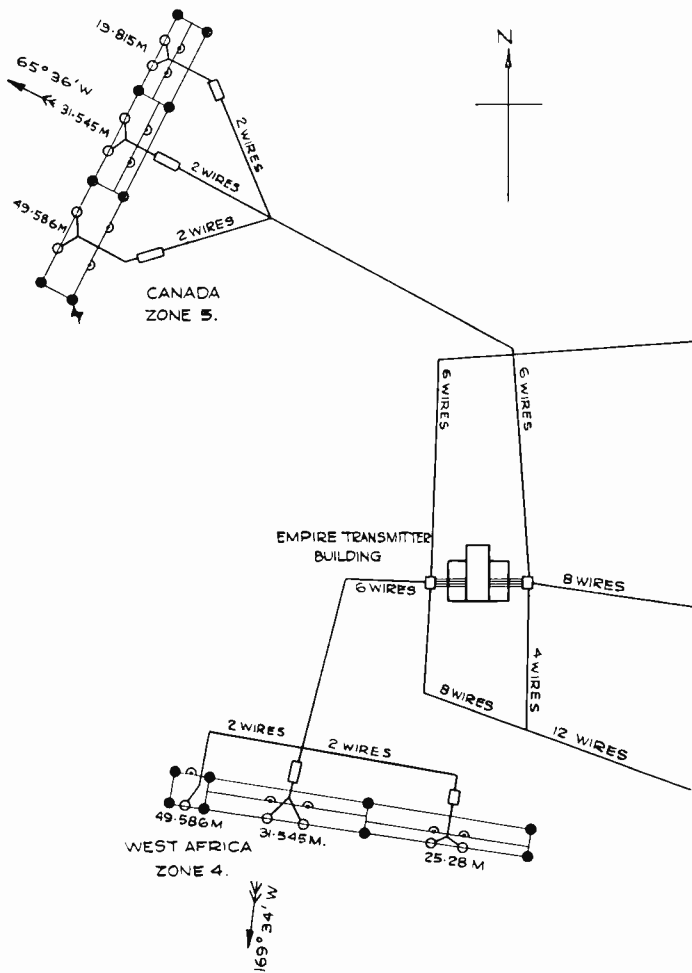 19·815M
N
65° 36′ W
31·545M
2 WIRES
2 WIRES
49·586M
2 WIRES
CANADA
ZONE 5.
6 WIRES
6 WIRES
EMPIRE TRANSMITTER
BUILDING
6 WIRES
8 WIRES
4 WIRES
8 WIRES
12 WIRES
2 WIRES
2 WIRES
49·586M
31·545M.
25·28 M
WEST AFRICA
ZONE 4.
169° 34′ W